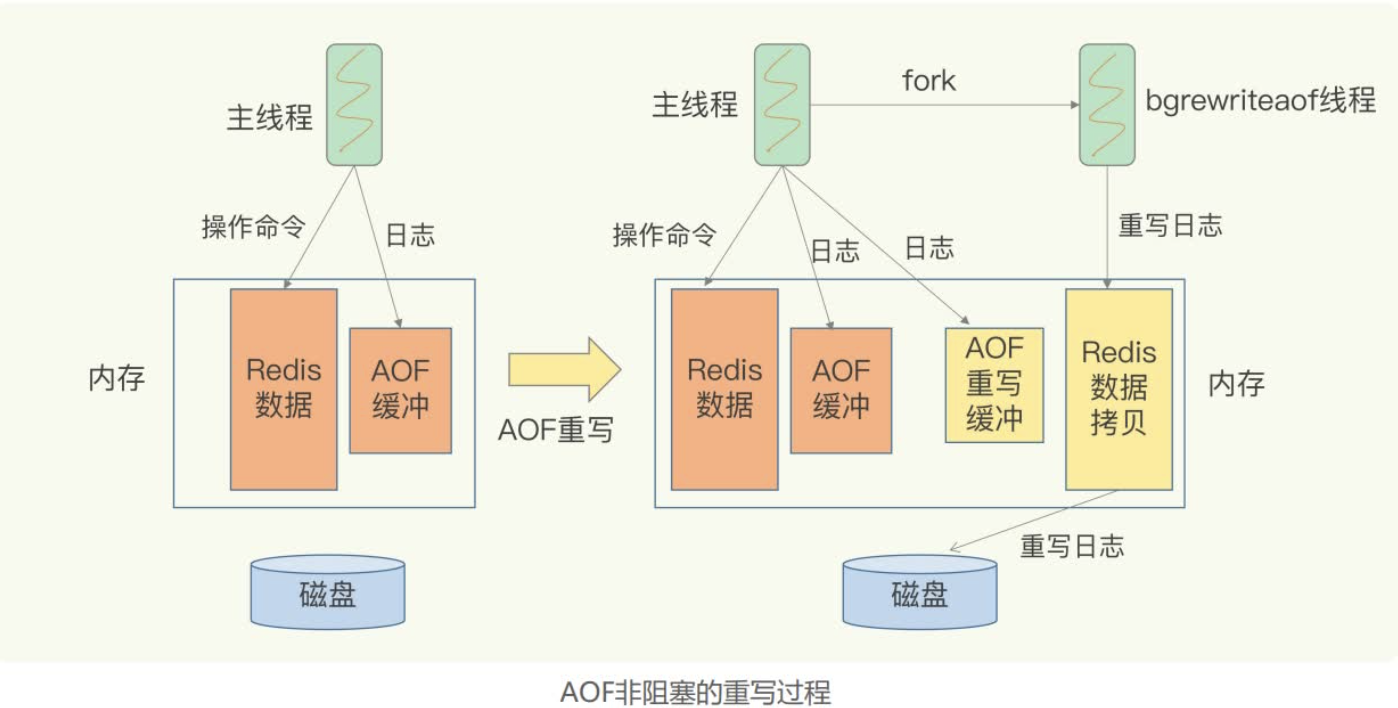 主线程
操作命令
日志
内存
Redis
数据
AOF
缓冲
磁盘
AOF重写
主线程
fork
bgrewriteaof线程
操作命令
日志
日志
重写日志
Redis
数据
AOF
缓冲
AOF
重写
缓冲
Redis
数据
拷贝
内存
重写日志
磁盘
AOF非阻塞的重写过程